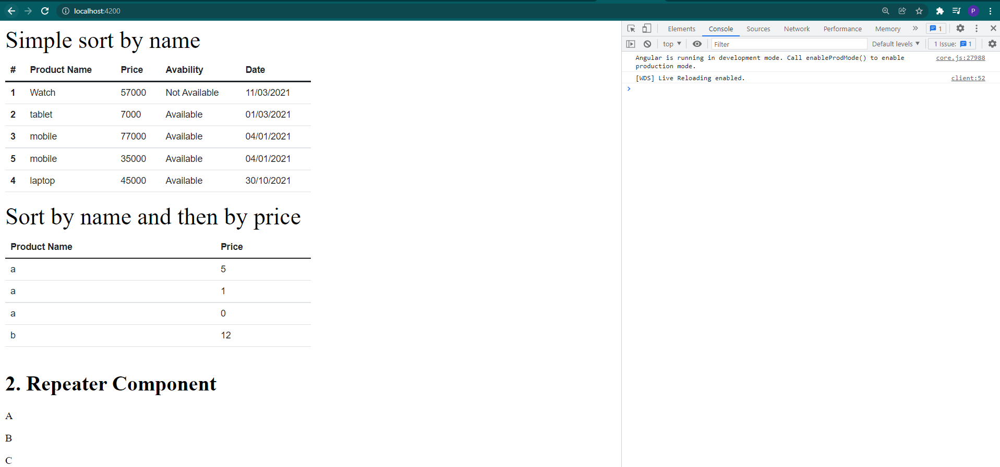 localhost:4200
P
Simple sort by name
# Product Name Price Avability Date
1 Watch 57000 Not Available 11/03/2021
2 tablet 7000 Available 01/03/2021
3 mobile 77000 Available 04/01/2021
5 mobile 35000 Available 04/01/2021
4 laptop 45000 Available 30/10/2021
Sort by name and then by price
Product Name Price
a 5
a 1
a 0
b 12
2. Repeater Component
A
B
C
Elements Console Sources Network Performance Memory » 1
top Filter Default levels 1 Issue: 1
Angular is running in development mode. Call enableProdMode() to enable core.js:27988
production mode.
[WDS] Live Reloading enabled. client:52